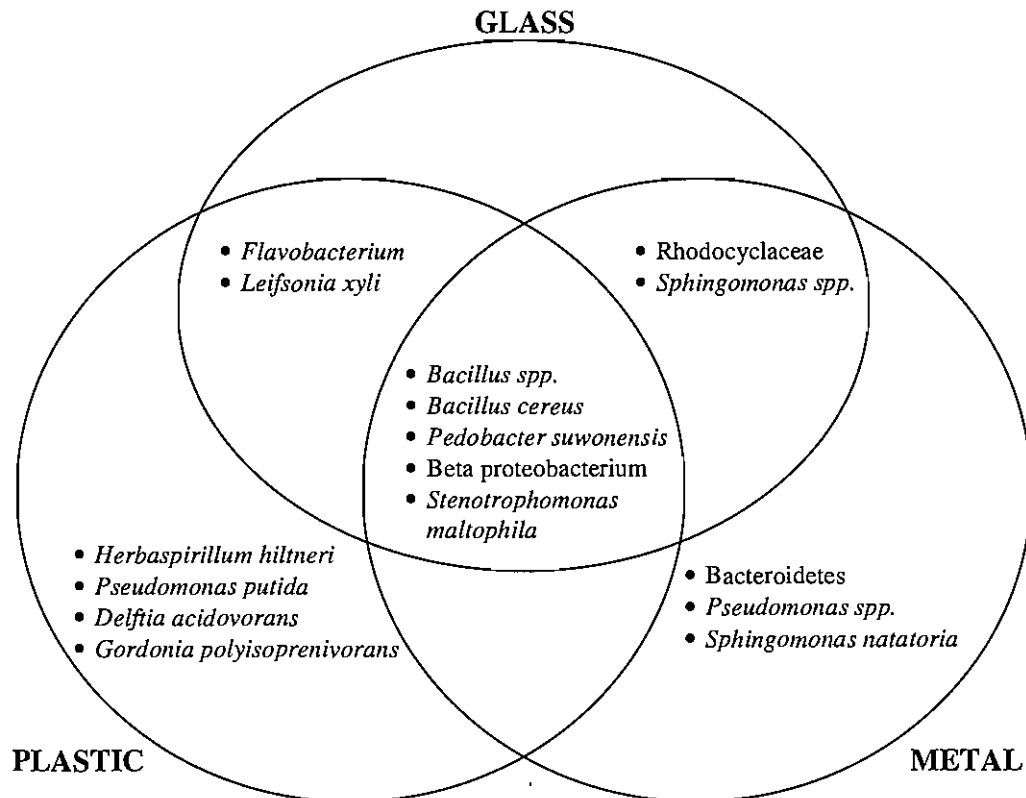 GLASS
• Flavobacterium
• Leifsonia xyli
• Rhodocyclaceae
• Sphingomonas spp.
• Bacillus spp.
• Bacillus cereus
• Pedobacter suwonensis
• Beta proteobacterium
• Stenotrophomonas
maltophila
• Herbaspirillum hiltneri
• Pseudomonas putida
• Delftia acidovorans
• Gordonia polyisoprenivorans
• Bacteroidetes
• Pseudomonas spp.
• Sphingomonas natatoria
PLASTIC
METAL